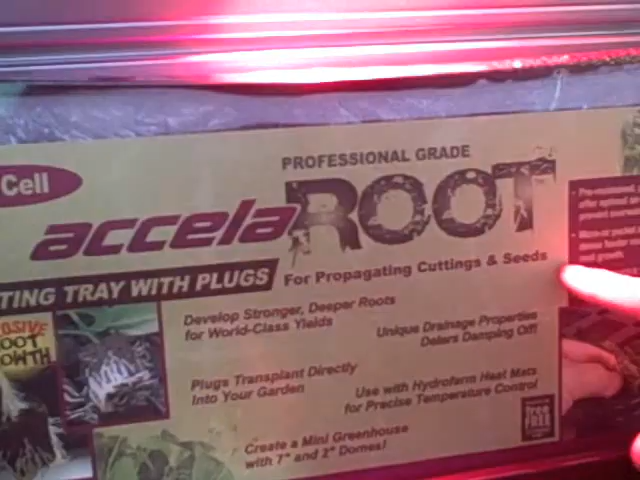 Cell
PROFESSIONAL GRADE
accelaROOT
TING TRAY WITH PLUGS
For Propagating Cuttings & Seeds
OSIVE
OOT
OWTH
Develop Stronger, Deeper Roots
for World-Class Yields
Unique Drainage Properties
Deters Damping Off!
Plugs Transplant Directly
Into Your Garden
Use with Hydrofarm Heat Mats
for Precise Temperature Control
Create a Mini Greenhouse
with 7" and 2" Domes!
FREE